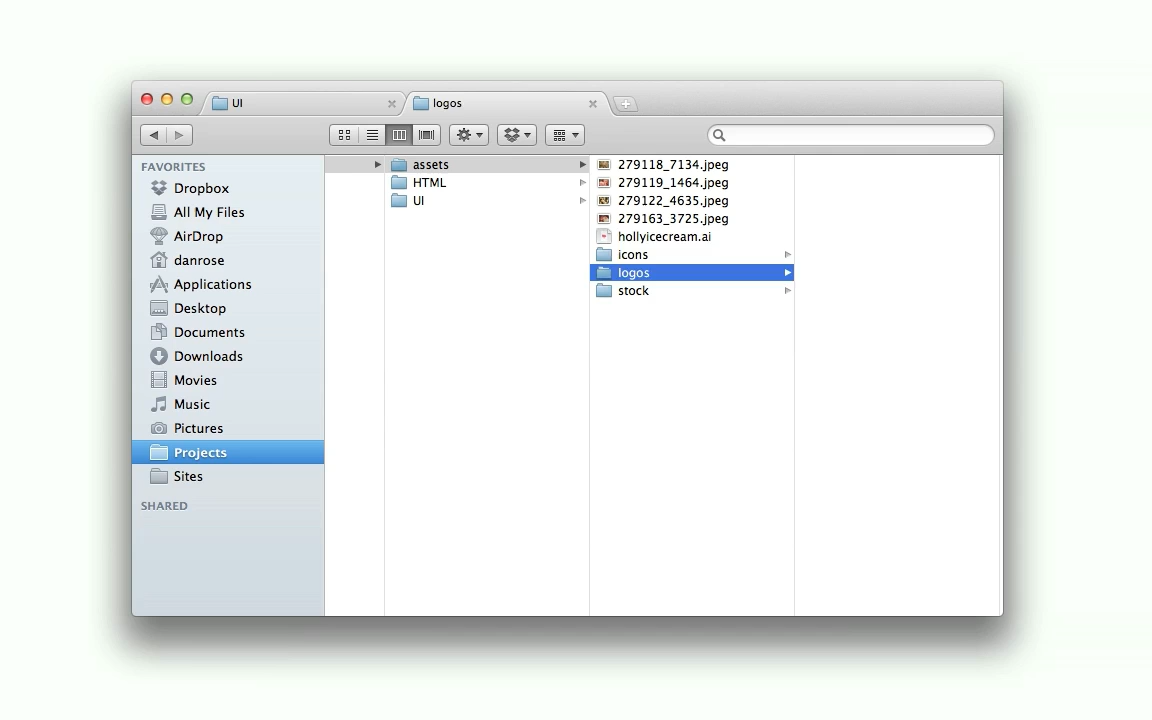 UI
logos
FAVORITES
Dropbox
All My Files
AirDrop
danrose
Applications
Desktop
Documents
Downloads
Movies
Music
Pictures
Projects
Sites
SHARED
assets
HTML
UI
279118_7134.jpeg
279119_1464.jpeg
279122_4635.jpeg
279163_3725.jpeg
hollyicecream.ai
icons
logos
stock